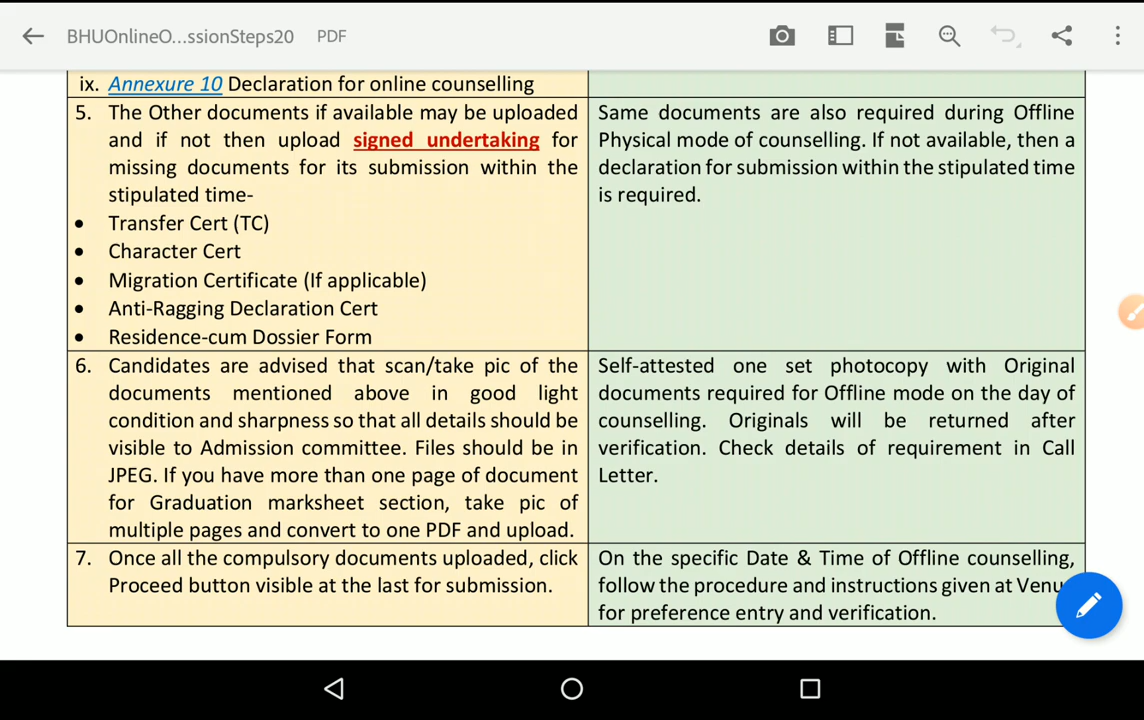 BHUOnlineO...ssionSteps20 PDF
ix. Annexure 10 Declaration for online counselling
5. The Other documents if available may be uploaded
and if not then upload signed undertaking for
missing documents for its submission within the
stipulated time-
• Transfer Cert (TC)
• Character Cert
• Migration Certificate (If applicable)
• Anti-Ragging Declaration Cert
• Residence-cum Dossier Form
Same documents are also required during Offline
Physical mode of counselling. If not available, then a
declaration for submission within the stipulated time
is required.
6. Candidates are advised that scan/take pic of the
documents mentioned above in good light
condition and sharpness so that all details should be
visible to Admission committee. Files should be in
JPEG. If you have more than one page of document
for Graduation marksheet section, take pic of
multiple pages and convert to one PDF and upload.
Self-attested one set photocopy with Original
documents required for Offline mode on the day of
counselling. Originals will be returned after
verification. Check details of requirement in Call
Letter.
7. Once all the compulsory documents uploaded, click
Proceed button visible at the last for submission.
On the specific Date & Time of Offline counselling,
follow the procedure and instructions given at Venu
for preference entry and verification.